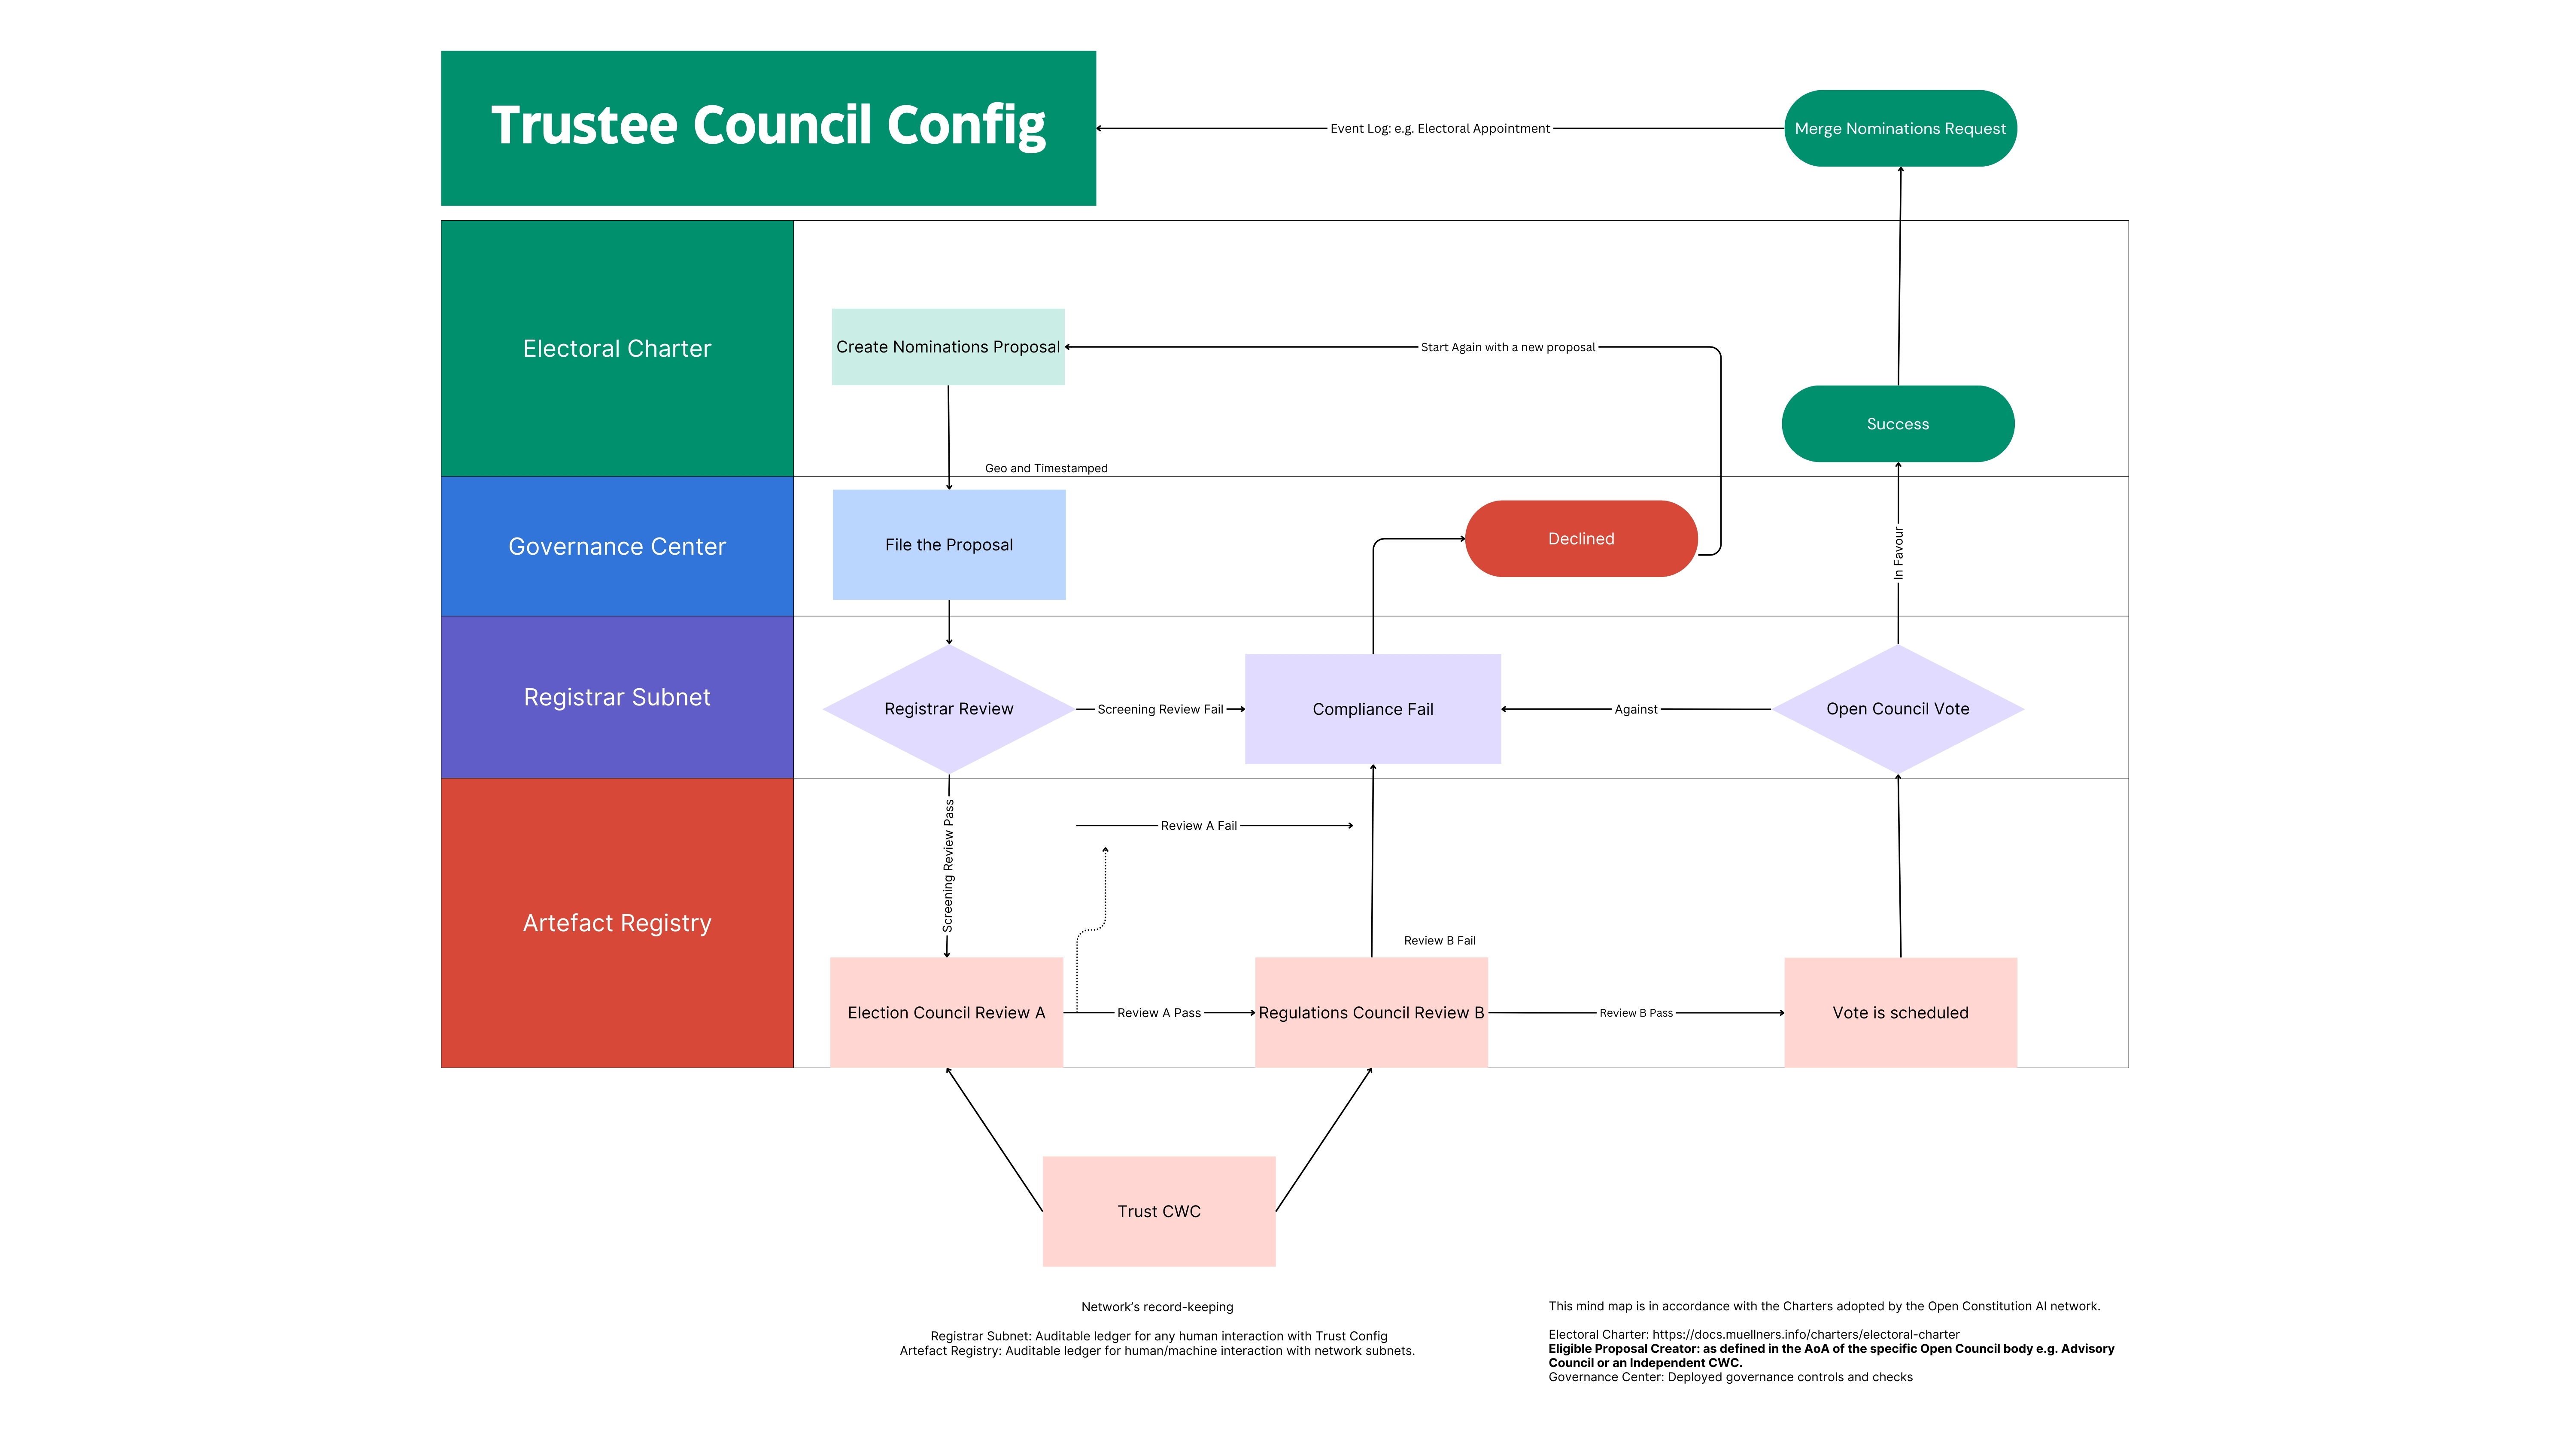 Trustee Council Config
Event Log: e.g. Electoral Appointment
Merge Nominations Request
Electoral Charter
Create Nominations Proposal
Start Again with a new proposal
Success
Geo and Timestamped
Governance Center
File the Proposal
Declined
In Favour
Registrar Subnet
Registrar Review
Screening Review Fail
Compliance Fail
Against
Open Council Vote
Artefact Registry
Screening Review Pass
Review A Fail
Review B Fail
Election Council Review A
Review A Pass
Regulations Council Review B
Review B Pass
Vote is scheduled
Trust CWC
Network's record-keeping
Registrar Subnet: Auditable ledger for any human interaction with Trust Config
Artefact Registry: Auditable ledger for human/machine interaction with network subnets.
This mind map is in accordance with the Charters adopted by the Open Constitution AI network.
Electoral Charter: https://docs.muellners.info/charters/electoral-charter
Eligible Proposal Creator: as defined in the AoA of the specific Open Council body e.g. Advisory
Council or an Independent CWC.
Governance Center: Deployed governance controls and checks